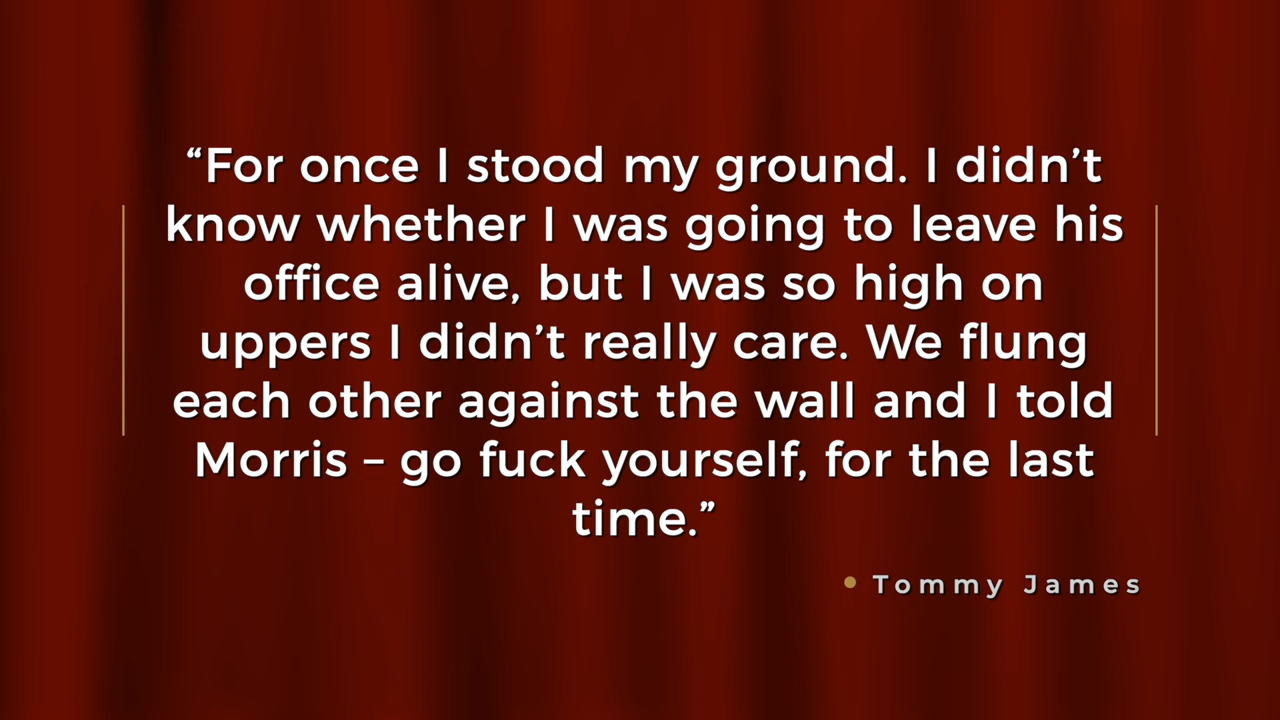 “For once I stood my ground. I didn’t
know whether I was going to leave his
office alive, but I was so high on
uppers I didn’t really care. We flung
each other against the wall and I told
Morris – go fuck yourself, for the last
time.”
• Tommy James